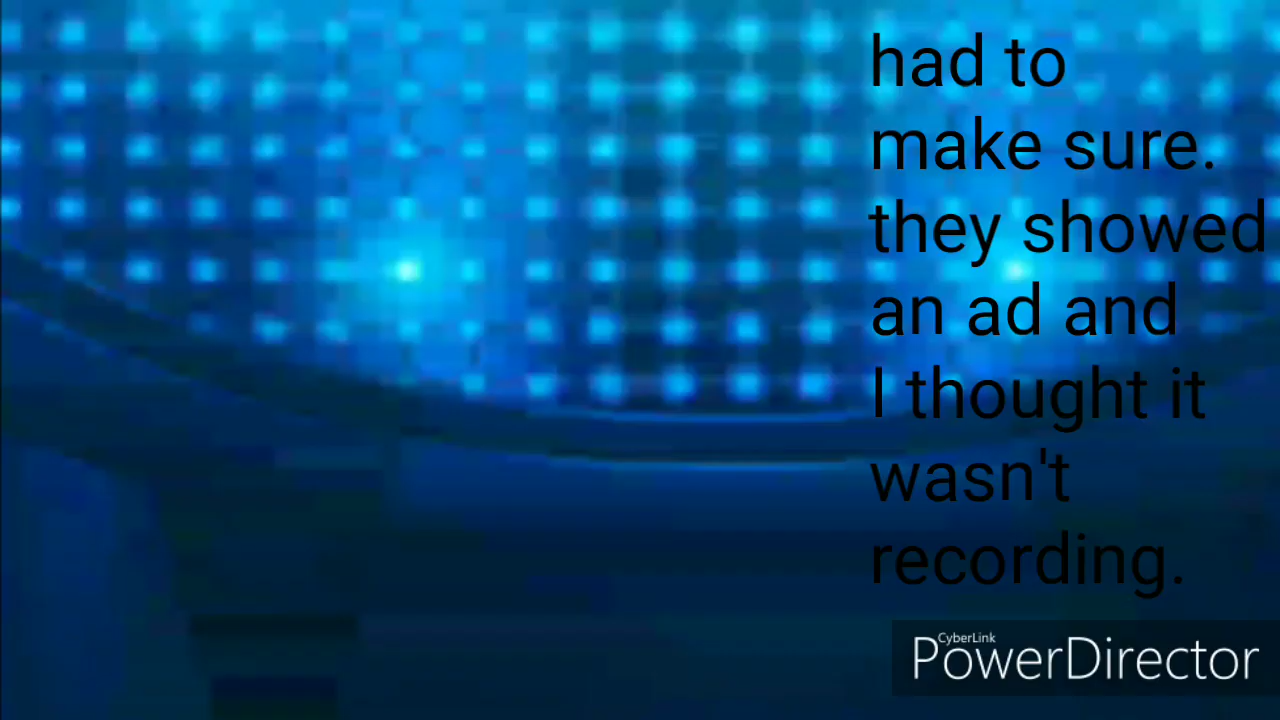 had to
make sure.
they showed
an ad and
I thought it
wasn't
recording.
CyberLink
PowerDirector